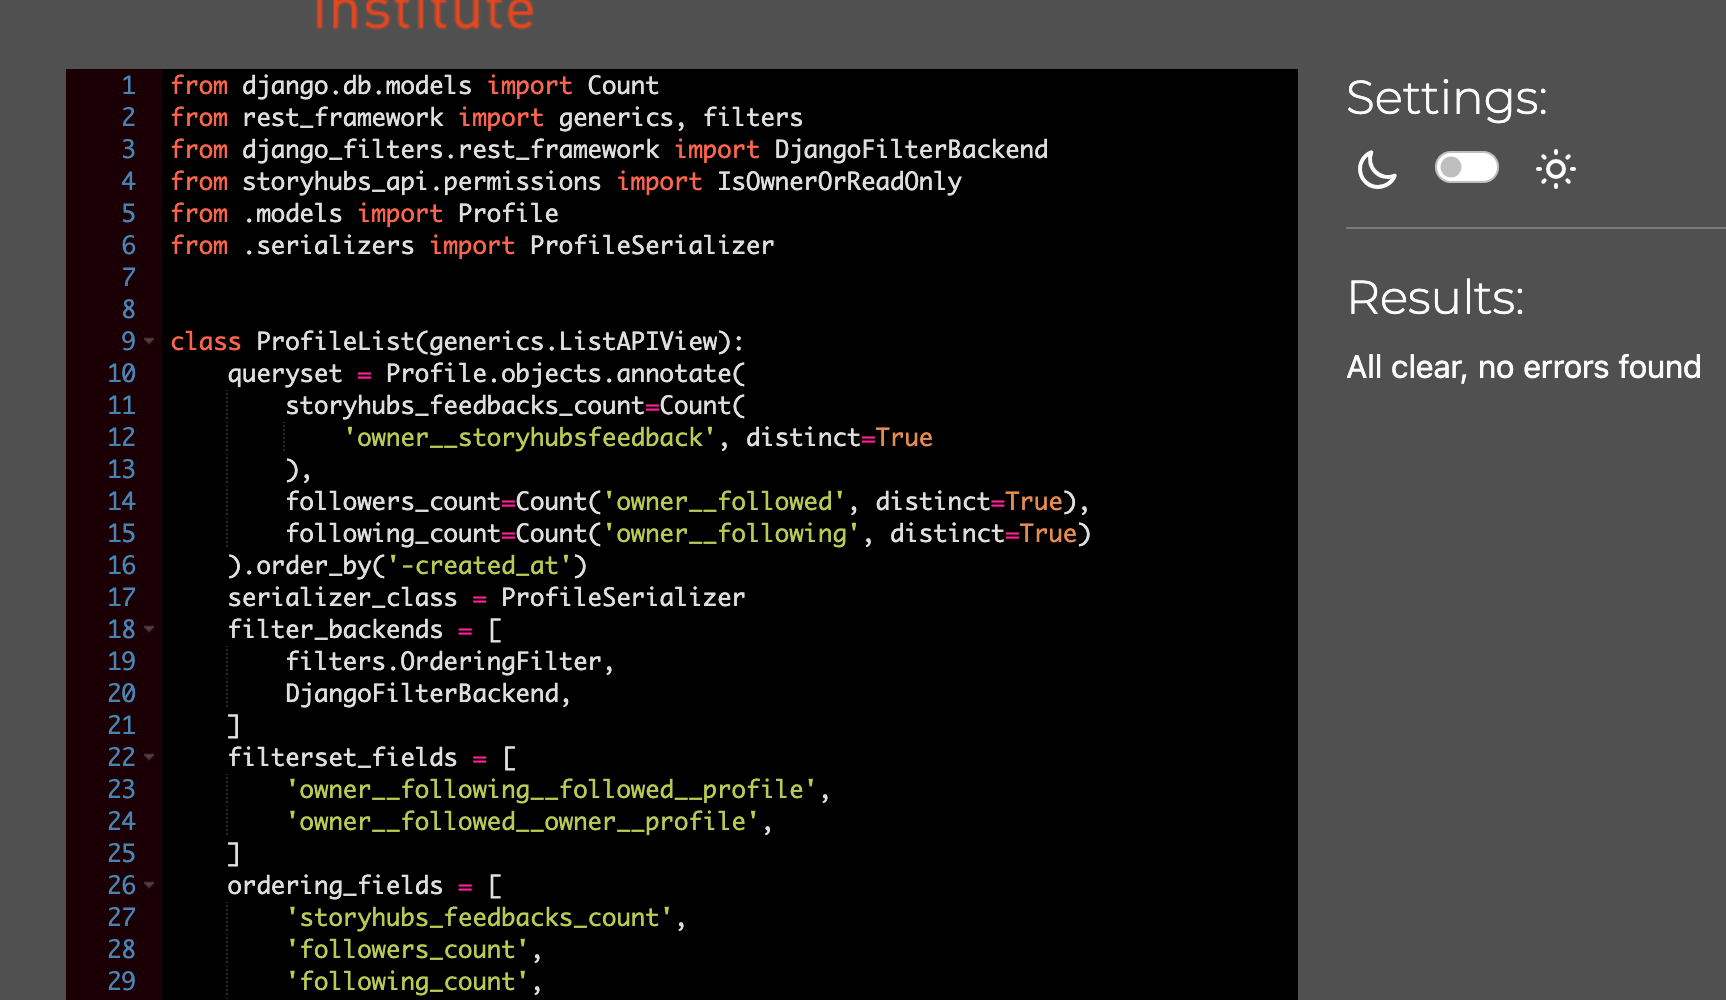 institute
1 from django.db.models import Count
2 from rest_framework import generics, filters
3 from django_filters.rest_framework import DjangoFilterBackend
4 from storyhubs_api.permissions import IsOwnerOrReadOnly
5 from .models import Profile
6 from .serializers import ProfileSerializer
7
8
9 class ProfileList(generics.ListAPIView):
10     queryset = Profile.objects.annotate(
11         storyhubs_feedbacks_count=Count(
12             'owner__storyhubsfeedback', distinct=True
13         ),
14         followers_count=Count('owner__followed', distinct=True),
15         following_count=Count('owner__following', distinct=True)
16     ).order_by('-created_at')
17     serializer_class = ProfileSerializer
18     filter_backends = [
19         filters.OrderingFilter,
20         DjangoFilterBackend,
21     ]
22     filterset_fields = [
23         'owner__following__followed__profile',
24         'owner__followed__owner__profile',
25     ]
26     ordering_fields = [
27         'storyhubs_feedbacks_count',
28         'followers_count',
29         'following_count',
Settings:
Results:
All clear, no errors found